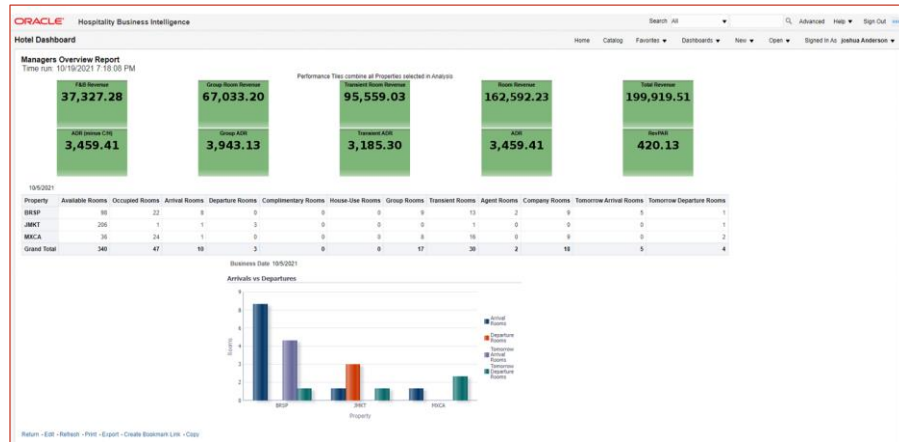 ORACLE Hospitality Business Intelligence Search All Advanced Help Sign Out
Hotel Dashboard Home Catalog Favorites Dashboards New Open Signed In As joshua Anderson
Managers Overview Report
Time run: 10/19/2021 7:18:08 PM
Performance Tiles combine all Properties selected in Analysis
F&B Revenue Group Room Revenue Transient Room Revenue Room Revenue Total Revenue
37,327.28 67,033.20 95,559.03 162,592.23 199,919.51
ADR (minus C/H) Group ADR Transient ADR ADR RevPAR
3,459.41 3,943.13 3,185.30 3,459.41 420.13
10/5/2021
Property Available Rooms Occupied Rooms Arrival Rooms Departure Rooms Complimentary Rooms House-Use Rooms Group Rooms Transient Rooms Agent Rooms Company Rooms Tomorrow Arrival Rooms Tomorrow Departure Rooms
BRSP 98 22 8 0 0 0 9 13 2 9 5 1
JMKT 206 1 1 3 0 0 0 1 0 0 0 1
MXCA 36 24 1 0 0 0 8 16 0 9 0 2
Grand Total 340 47 10 3 0 0 17 30 2 18 5 4
Business Date 10/5/2021
Arrivals vs Departures
Rooms
Arrival Rooms
Departure Rooms
Tomorrow Arrival Rooms
Tomorrow Departure Rooms
BRSP JMKT MXCA
Property
Return - Edit - Refresh - Print - Export - Create Bookmark Link - Copy